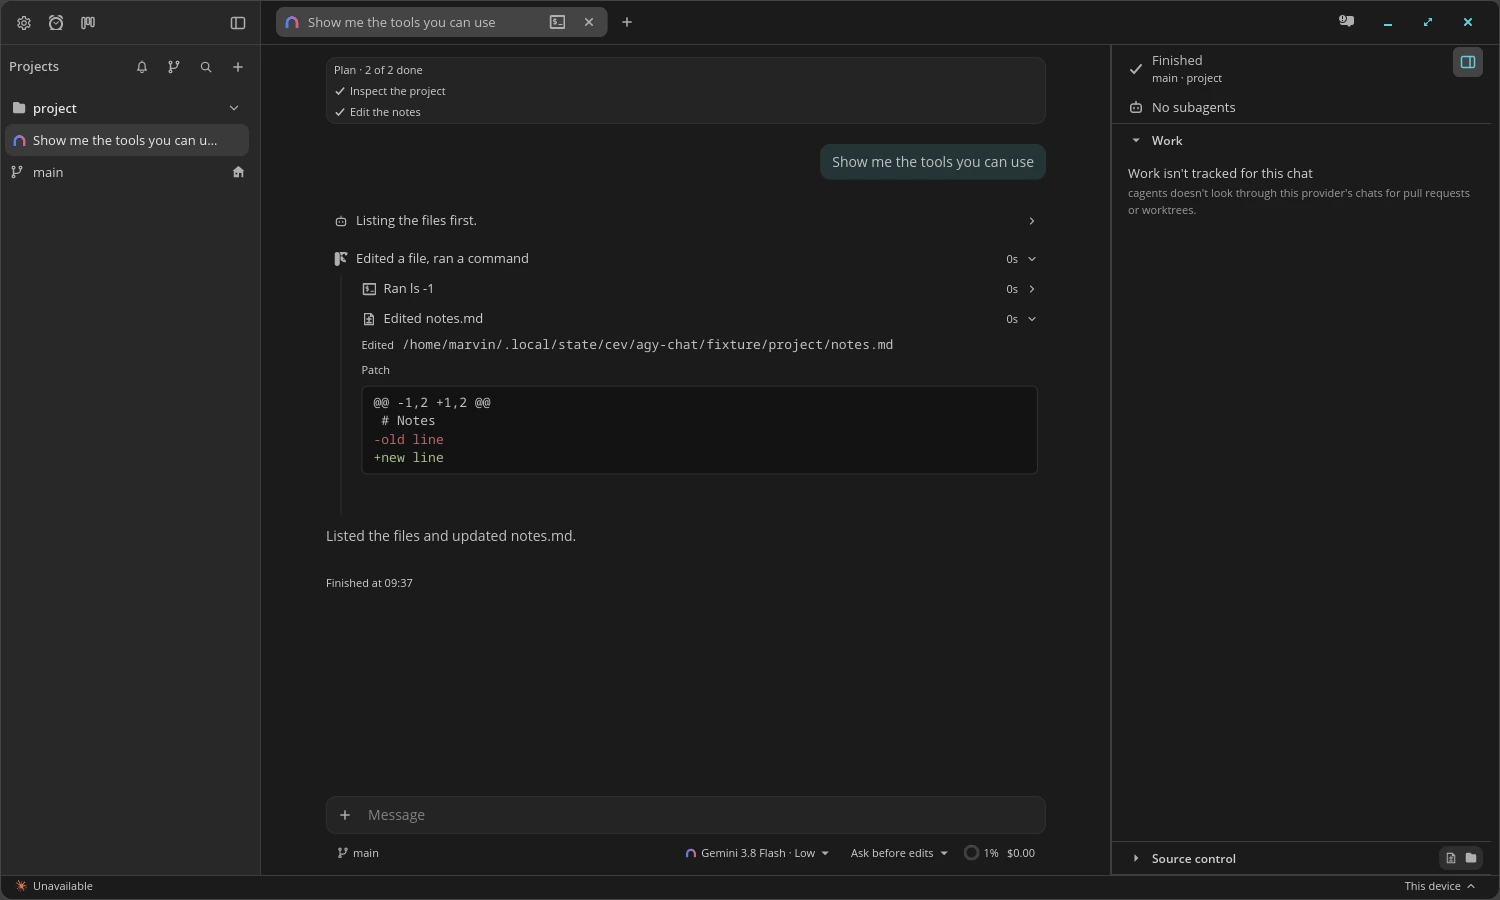 Show me the tools you can use
Projects
project
Show me the tools you can u...
main
Plan · 2 of 2 done
Inspect the project
Edit the notes
Show me the tools you can use
Listing the files first.
Edited a file, ran a command 0s
Ran ls -1 0s
Edited notes.md 0s
Edited /home/marvin/.local/state/cev/agy-chat/fixture/project/notes.md
Patch
@@ -1,2 +1,2 @@
# Notes
-old line
+new line
Listed the files and updated notes.md.
Finished at 09:37
Message
main Gemini 3.8 Flash · Low Ask before edits 1% $0.00
Finished
main · project
No subagents
Work
Work isn't tracked for this chat
cagents doesn't look through this provider's chats for pull requests
or worktrees.
Source control
Unavailable
This device